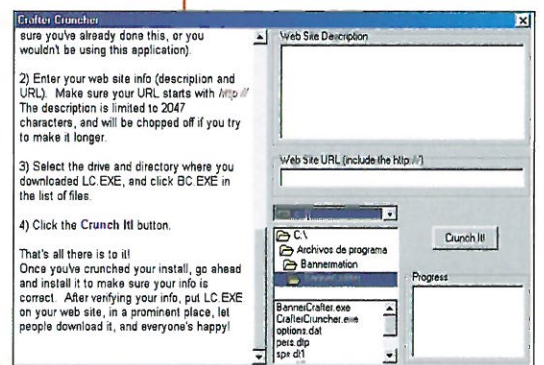 Crafter Cruncher
sure you've already done this, or you
wouldn't be using this application).
2) Enter your web site info (description and
URL). Make sure your URL starts with http://
The description is limited to 2047
characters, and will be chopped off if you try
to make it longer.
3) Select the drive and directory where you
downloaded LC.EXE, and click BC.EXE in
the list of files.
4) Click the Crunch It! button.
That's all there is to it!
Once you've crunched your install, go ahead
and install it to make sure your info is
correct. After verifying your info, put LC.EXE
on your web site, in a prominent place, let
people download it, and everyone's happy!
Web Site Description
Web Site URL (include the http://)
C:\
Archivos de programa
Bannermation
BannerCrafter.exe
CrafterCruncher.exe
options.dat
pers.dtp
Crunch It!
Progress